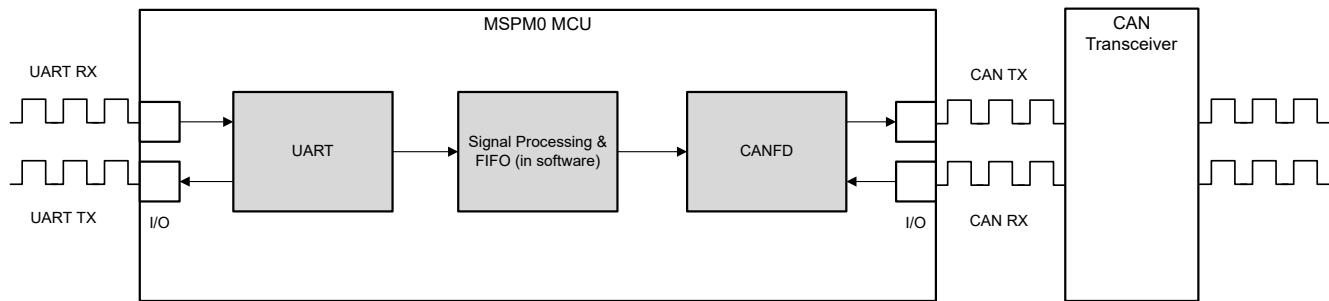 MSPM0 MCU
CAN
Transceiver
UART RX
CAN TX
UART
Signal Processing &
FIFO (in software)
CANFD
UART TX
I/O
I/O
CAN RX